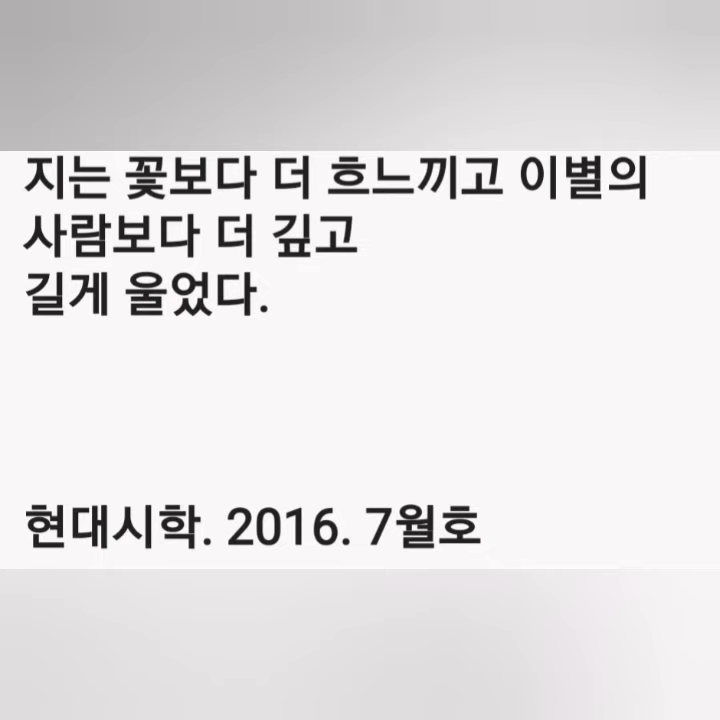 지는 꽃보다 더 흐느끼고 이별의
사람보다 더 깊고
길게 울었다.
현대시학. 2016. 7월호